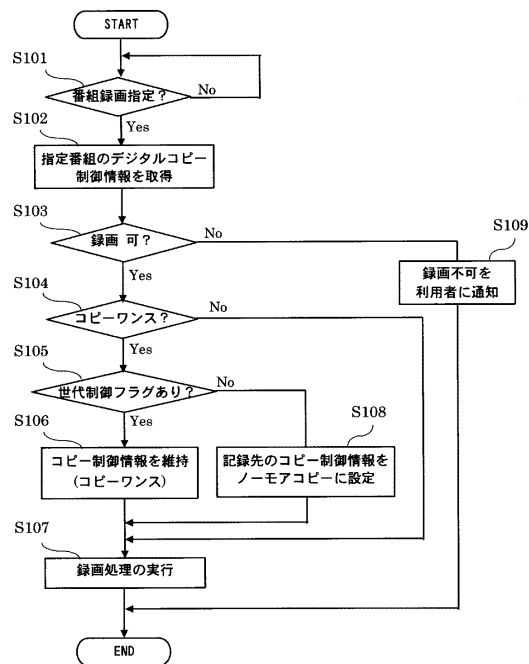 START
S101
番組録画指定？
No
Yes
S102
指定番組のデジタルコピー
制御情報を取得
S103
録画 可？
No
Yes
S109
録画不可を
利用者に通知
S104
コピーワンス？
No
Yes
S105
世代制御フラグあり？
No
Yes
S106
コピー制御情報を維持
(コピーワンス)
S108
記録先のコピー制御情報を
ノーモアコピーに設定
S107
録画処理の実行
END